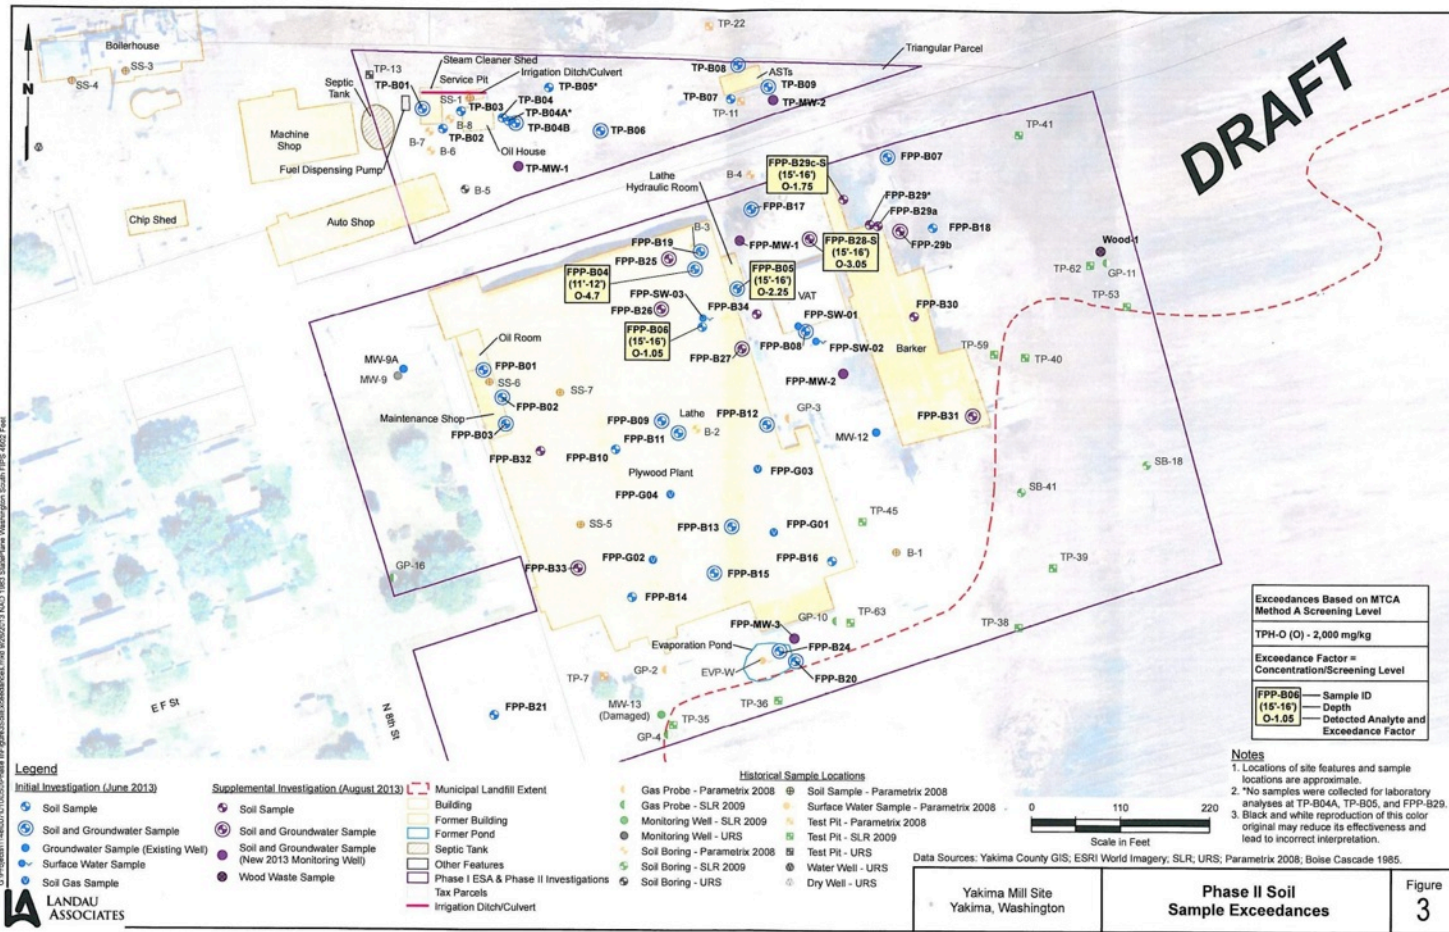 DRAFT
N
Boilerhouse
SS-3
SS-4
Machine
Shop
Chip Shed
Auto Shop
Septic
Tank
TP-13
TP-B01
Fuel Dispensing Pump
Steam Cleaner Shed
Service Pit
Irrigation Ditch/Culvert
SS-1
TP-B03
TP-B02
B-8
B-7
B-6
B-5
TP-B04
TP-B04A*
TP-B04B
TP-B05*
Oil House
TP-MW-1
TP-B06
TP-22
TP-B08
ASTs
TP-B09
TP-B07
TP-11
TP-MW-2
Triangular Parcel
TP-41
Lathe
Hydraulic Room
B-4
FPP-B29c-S
(15'-16')
O-1.75
FPP-B07
FPP-B29*
FPP-B29a
FPP-29b
FPP-B18
FPP-B17
B-3
FPP-B19
FPP-B25
FPP-MW-1
FPP-B28-S
(15'-16')
O-3.05
FPP-B04
(11'-12')
O-4.7
FPP-B05
(15'-16')
O-2.25
Wood-1
TP-62
GP-11
TP-53
VAT
FPP-SW-03
FPP-B34
FPP-B26
FPP-B06
(15'-16')
O-1.05
FPP-SW-01
FPP-B08
FPP-SW-02
FPP-B30
FPP-B27
Barker
TP-59
TP-40
Oil Room
MW-9A
MW-9
FPP-B01
SS-6
SS-7
FPP-B02
FPP-MW-2
Maintenance Shop
FPP-B03
FPP-B09
Lathe
FPP-B12
GP-3
FPP-B31
FPP-B11
B-2
MW-12
FPP-B32
FPP-B10
Plywood Plant
FPP-G03
SB-18
FPP-G04
SB-41
SS-5
FPP-B13
FPP-G01
TP-45
FPP-G02
FPP-B16
B-1
FPP-B33
FPP-B15
TP-39
GP-16
FPP-B14
GP-10
TP-63
TP-38
FPP-MW-3
Evaporation Pond
FPP-B24
EVP-W
FPP-B20
GP-2
TP-7
FPP-B21
MW-13
(Damaged)
TP-36
TP-35
GP-4
E F St
N 8th St
Exceedances Based on MTCA
Method A Screening Level
TPH-O (O) - 2,000 mg/kg
Exceedance Factor =
Concentration/Screening Level
FPP-B06
(15'-16')
O-1.05
Sample ID
Depth
Detected Analyte and
Exceedance Factor
Notes
1. Locations of site features and sample
locations are approximate.
2. *No samples were collected for laboratory
analyses at TP-B04A, TP-B05, and FPP-B29.
3. Black and white reproduction of this color
original may reduce its effectiveness and
lead to incorrect interpretation.
Legend
Initial Investigation (June 2013)
Soil Sample
Soil and Groundwater Sample
Groundwater Sample (Existing Well)
Surface Water Sample
Soil Gas Sample
Supplemental Investigation (August 2013)
Soil Sample
Soil and Groundwater Sample
Soil and Groundwater Sample
(New 2013 Monitoring Well)
Wood Waste Sample
Municipal Landfill Extent
Building
Former Building
Former Pond
Septic Tank
Other Features
Phase I ESA & Phase II Investigations
Tax Parcels
Irrigation Ditch/Culvert
Historical Sample Locations
Gas Probe - Parametrix 2008
Gas Probe - SLR 2009
Monitoring Well - SLR 2009
Monitoring Well - URS
Soil Boring - Parametrix 2008
Soil Boring - SLR 2009
Soil Boring - URS
Soil Sample - Parametrix 2008
Surface Water Sample - Parametrix 2008
Test Pit - Parametrix 2008
Test Pit - SLR 2009
Test Pit - URS
Water Well - URS
Dry Well - URS
0 110 220
Scale in Feet
Data Sources: Yakima County GIS; ESRI World Imagery; SLR; URS; Parametrix 2008; Boise Cascade 1985.
LA LANDAU
ASSOCIATES
Yakima Mill Site
Yakima, Washington
Phase II Soil
Sample Exceedances
Figure
3